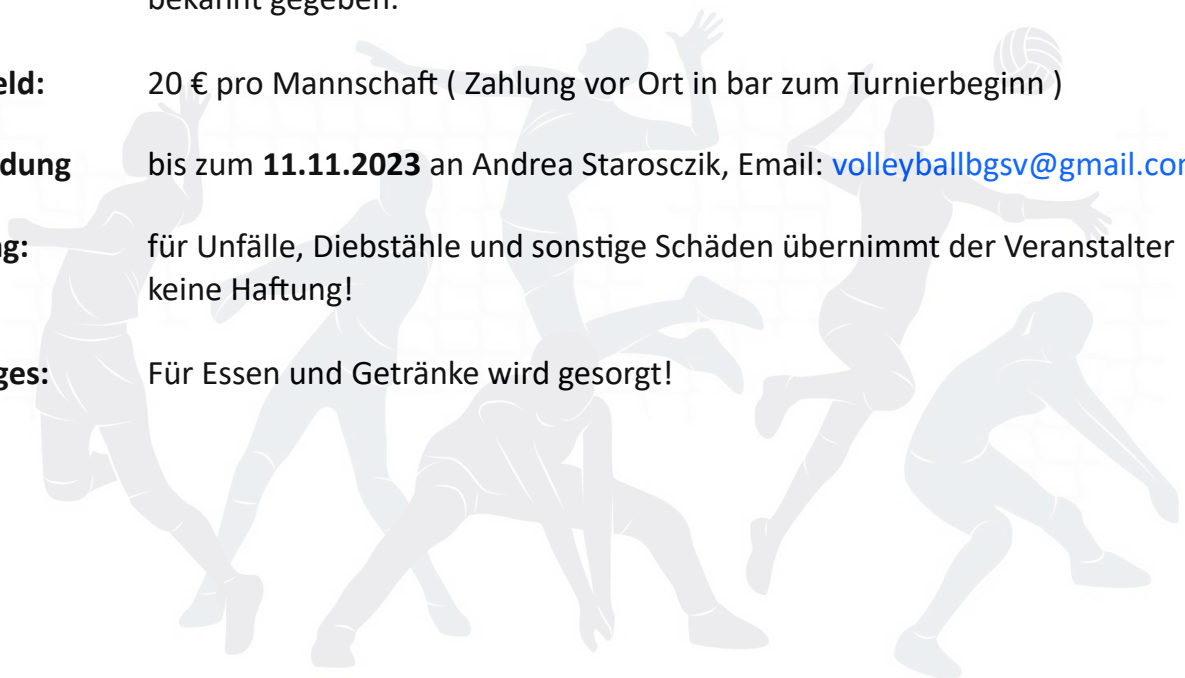 bekannt gegeben.
eld: 20 € pro Mannschaft ( Zahlung vor Ort in bar zum Turnierbeginn )
dung bis zum 11.11.2023 an Andrea Starosczik, Email: volleyballbgsv@gmail.com
g: für Unfälle, Diebstähle und sonstige Schäden übernimmt der Veranstalter
keine Haftung!
ges: Für Essen und Getränke wird gesorgt!